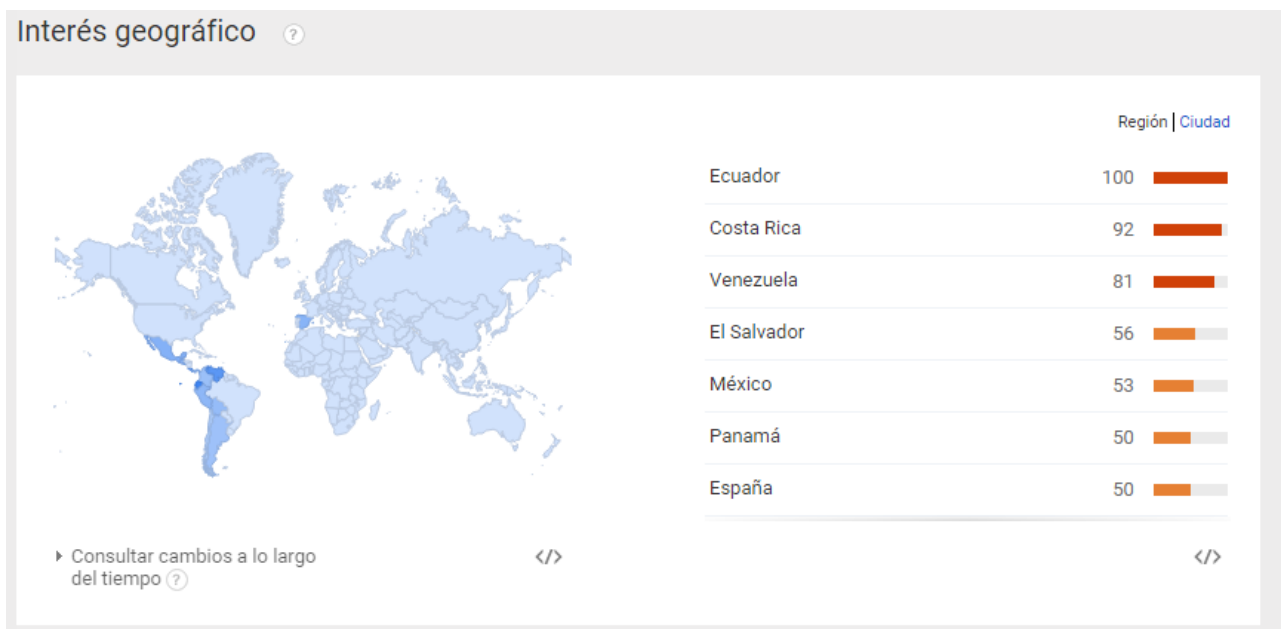 Interés geográfico ?
Región | Ciudad
Ecuador 100
Costa Rica 92
Venezuela 81
El Salvador 56
México 53
Panamá 50
España 50
Consultar cambios a lo largo
del tiempo ?
</> </>